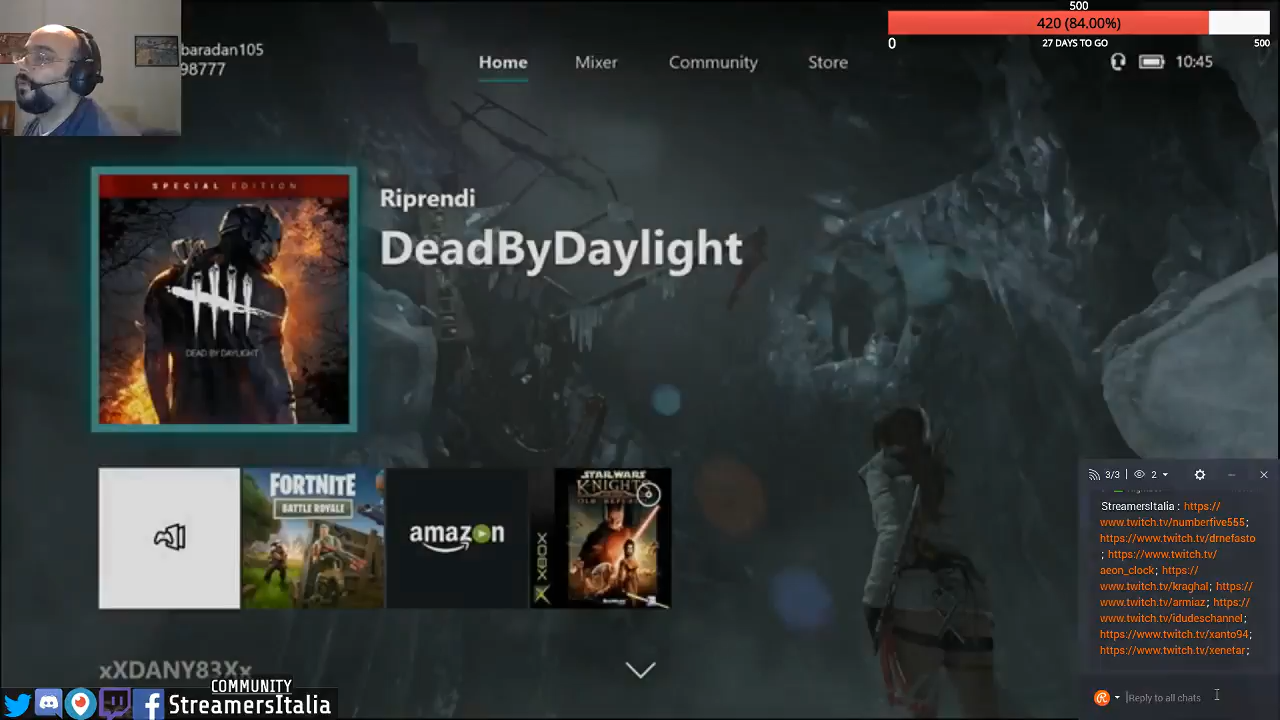 500
420 (84.00%)
0
27 DAYS TO GO
500
baradan105
98777
Home
Mixer
Community
Store
10:45
SPECIAL EDITION
DEAD BY DAYLIGHT
Riprendi
DeadByDaylight
FORTNITE
BATTLE ROYALE
amazon
XBOX
STAR WARS
KNIGHTS
xXDANY83Xx
COMMUNITY
StreamersItalia
3/3
2
StreamersItalia : https://
www.twitch.tv/numberfive555;
https://www.twitch.tv/drnefasto
; https://www.twitch.tv/
aeon_clock; https://
www.twitch.tv/kraghal; https://
www.twitch.tv/armiaz; https://
www.twitch.tv/idudeschannel;
https://www.twitch.tv/xanto94;
https://www.twitch.tv/xenetar;
Reply to all chats